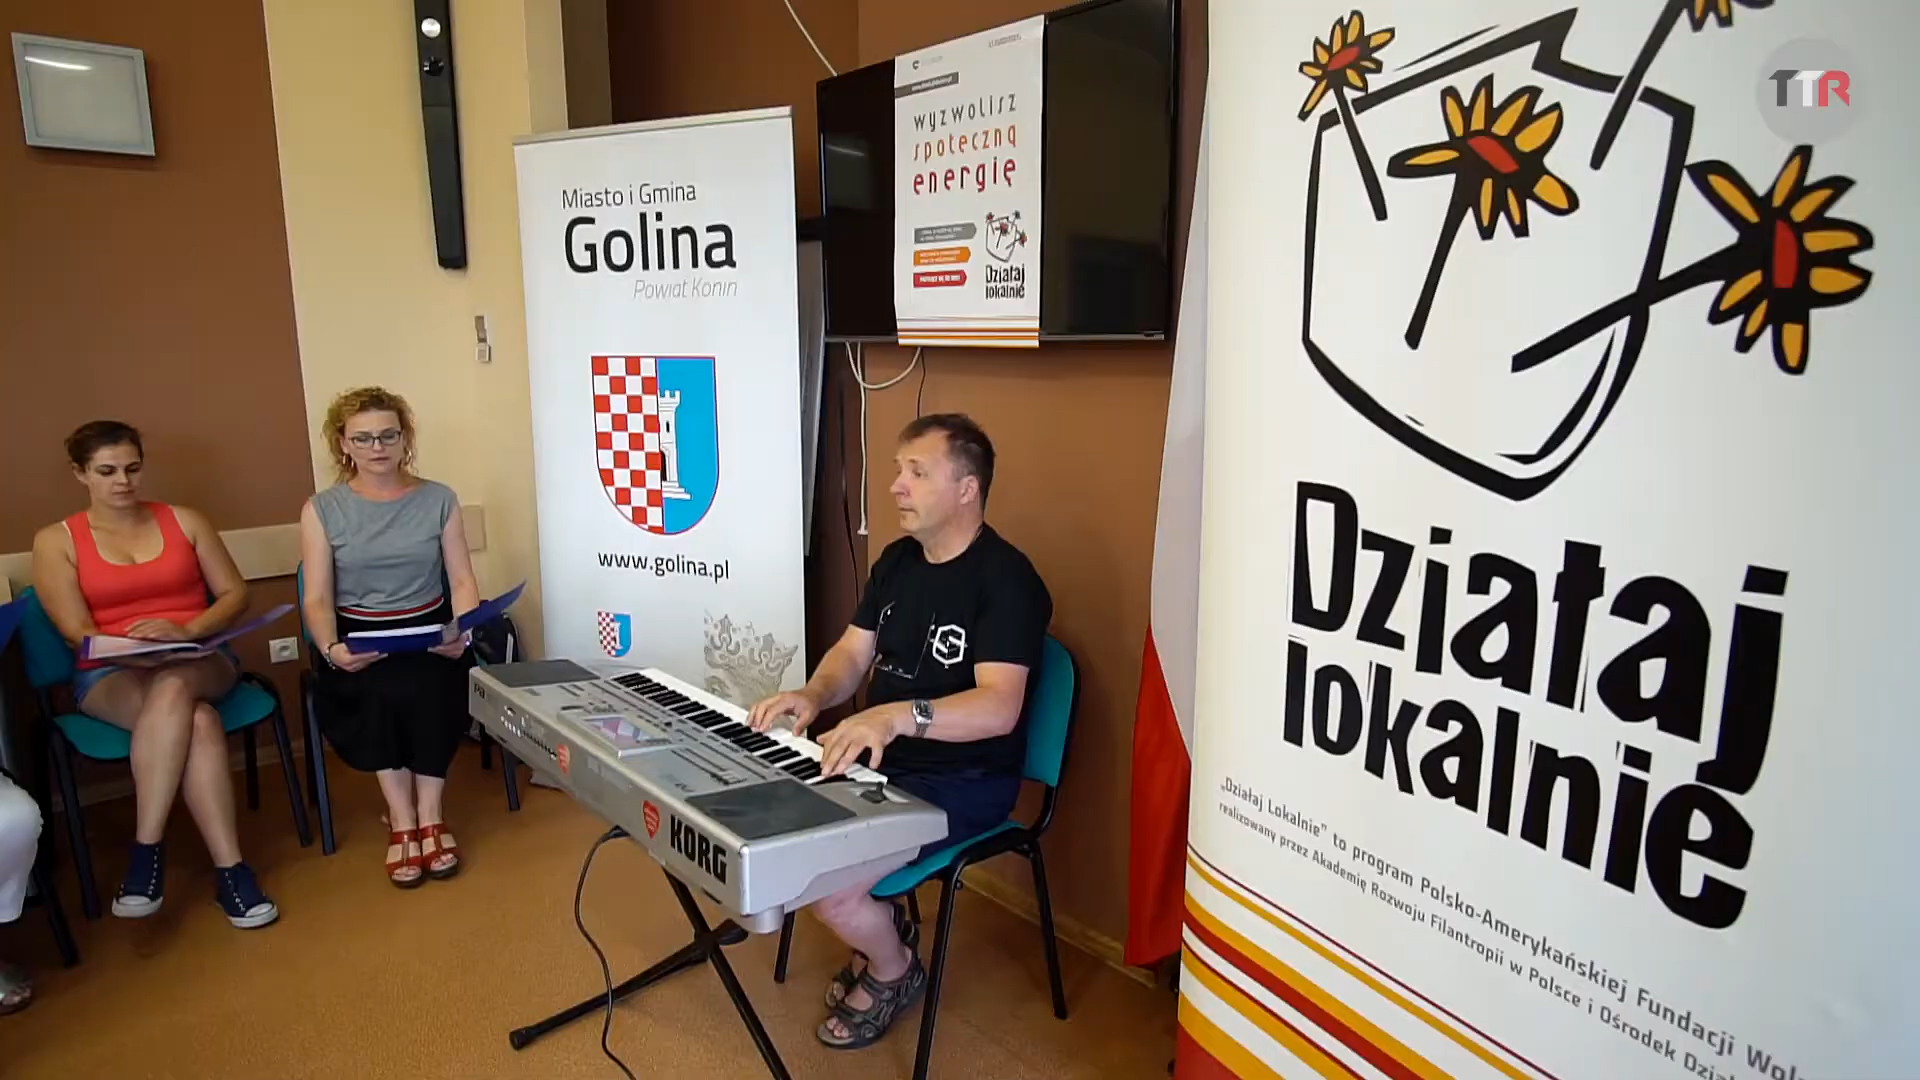 Miasto i Gmina
Golina
Powiat Konin
www.golina.pl
wyzwolisz
społeczną
energię
Działaj
lokalnie
KORG
TTR
Działaj
lokalnie
„Działaj Lokalnie” to program Polsko-Amerykańskiej Fundacji Wol
realizowany przez Akademię Rozwoju Filantropii w Polsce i Ośrodek Dział